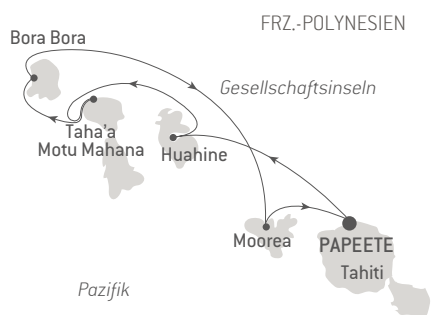 FRZ.-POLYNESIEN
Bora Bora
Gesellschaftsinseln
Taha'a
Motu Mahana
Huahine
Moorea
PAPEETE
Tahiti
Pazifik